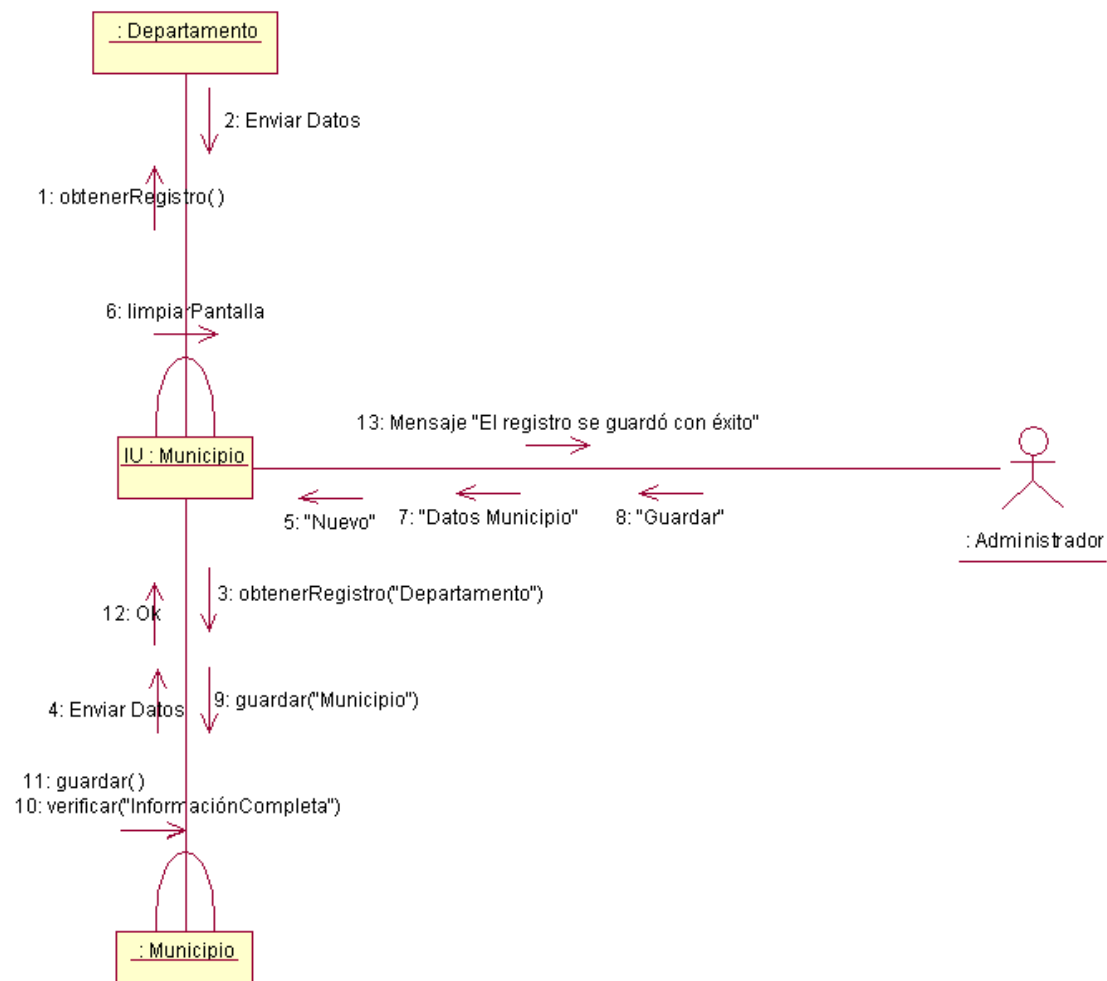 : Departamento
2: Enviar Datos
1: obtenerRegistro( )
6: limpiarPantalla
13: Mensaje "El registro se guardó con éxito"
IU : Municipio
5: "Nuevo"
7: "Datos Municipio"
8: "Guardar"
: Administrador
3: obtenerRegistro("Departamento")
12: Ok
9: guardar("Municipio")
4: Enviar Datos
11: guardar( )
10: verificar("InformaciónCompleta")
: Municipio